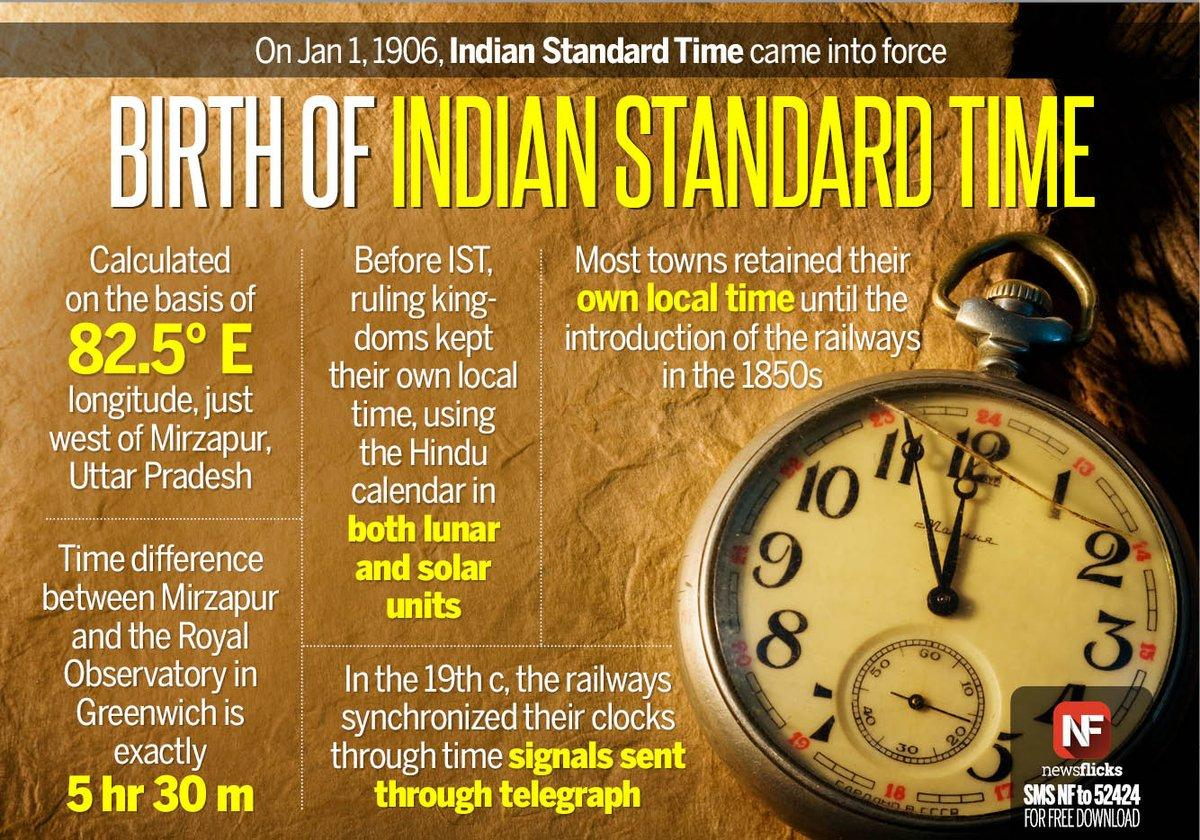 On Jan 1, 1906, Indian Standard Time came into force
BIRTH OF INDIAN STANDARD TIME
Calculated
on the basis of
82.5° E
longitude, just
west of Mirzapur,
Uttar Pradesh
Time difference
between Mirzapur
and the Royal
Observatory in
Greenwich is
exactly
5 hr 30 m
Before IST,
ruling king-
doms kept
their own local
time, using
the Hindu
calendar in
both lunar
and solar
units
Most towns retained their
own local time until the
introduction of the railways
in the 1850s
In the 19th c, the railways
synchronized their clocks
through time signals sent
through telegraph
23 24 13
11 12 1
10 2 14
9 3 15
8 4
7 5
19 18 17
60
50 10
40 20
30
Молния
NF
newsflicks
SMS NF to 52424
FOR FREE DOWNLOAD